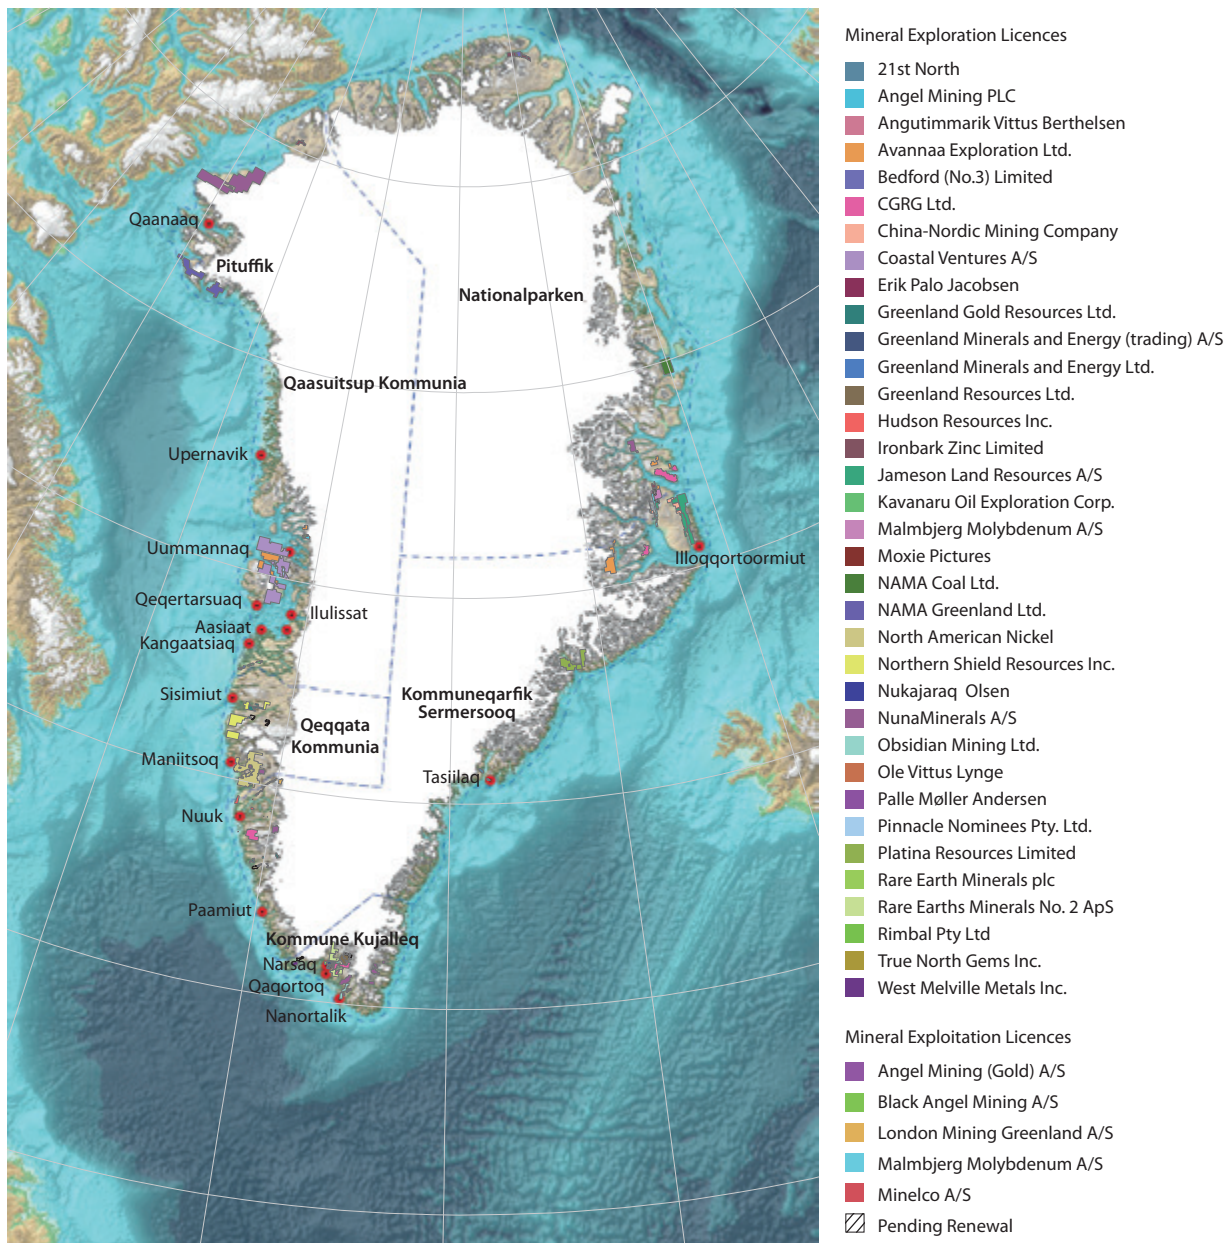 Qaanaaq
Pituffik
Nationalparken
Qaasuitsup Kommunia
Upernavik
Uummannaq
Illoqqortoormiut
Qeqertarsuaq
Ilulissat
Aasiaat
Kangaatsiaq
Sisimiut
Kommuneqarfik
Sermersooq
Qeqqata
Kommunia
Maniitsoq
Tasiilaq
Nuuk
Paamiut
Kommune Kujalleq
Narsaq
Qaqortoq
Nanortalik
Mineral Exploration Licences
21st North
Angel Mining PLC
Angutimmarik Vittus Berthelsen
Avannaa Exploration Ltd.
Bedford (No.3) Limited
CGRG Ltd.
China-Nordic Mining Company
Coastal Ventures A/S
Erik Palo Jacobsen
Greenland Gold Resources Ltd.
Greenland Minerals and Energy (trading) A/S
Greenland Minerals and Energy Ltd.
Greenland Resources Ltd.
Hudson Resources Inc.
Ironbark Zinc Limited
Jameson Land Resources A/S
Kavanaru Oil Exploration Corp.
Malmbjerg Molybdenum A/S
Moxie Pictures
NAMA Coal Ltd.
NAMA Greenland Ltd.
North American Nickel
Northern Shield Resources Inc.
Nukajaraq Olsen
NunaMinerals A/S
Obsidian Mining Ltd.
Ole Vittus Lynge
Palle Møller Andersen
Pinnacle Nominees Pty. Ltd.
Platina Resources Limited
Rare Earth Minerals plc
Rare Earths Minerals No. 2 ApS
Rimbal Pty Ltd
True North Gems Inc.
West Melville Metals Inc.
Mineral Exploitation Licences
Angel Mining (Gold) A/S
Black Angel Mining A/S
London Mining Greenland A/S
Malmbjerg Molybdenum A/S
Minelco A/S
Pending Renewal